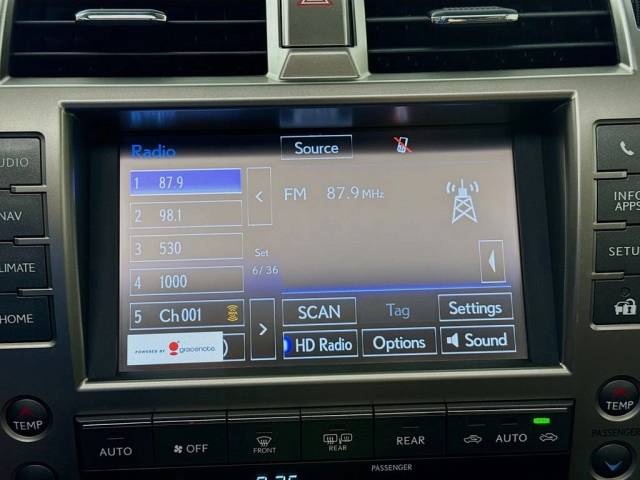 Radio
Source
1 87.9
2 98.1
3 530
4 1000
5 Ch 001
<
Set
6/36
>
FM 87.9 MHz
SCAN
Tag
Settings
HD Radio
Options
Sound
POWERED BY gracenote
AUDIO
NAV
CLIMATE
HOME
INFO
APPS
SETU
TEMP
AUTO
OFF
FRONT
REAR
REAR
AUTO
TEMP
PASSENGER
PASSENGER